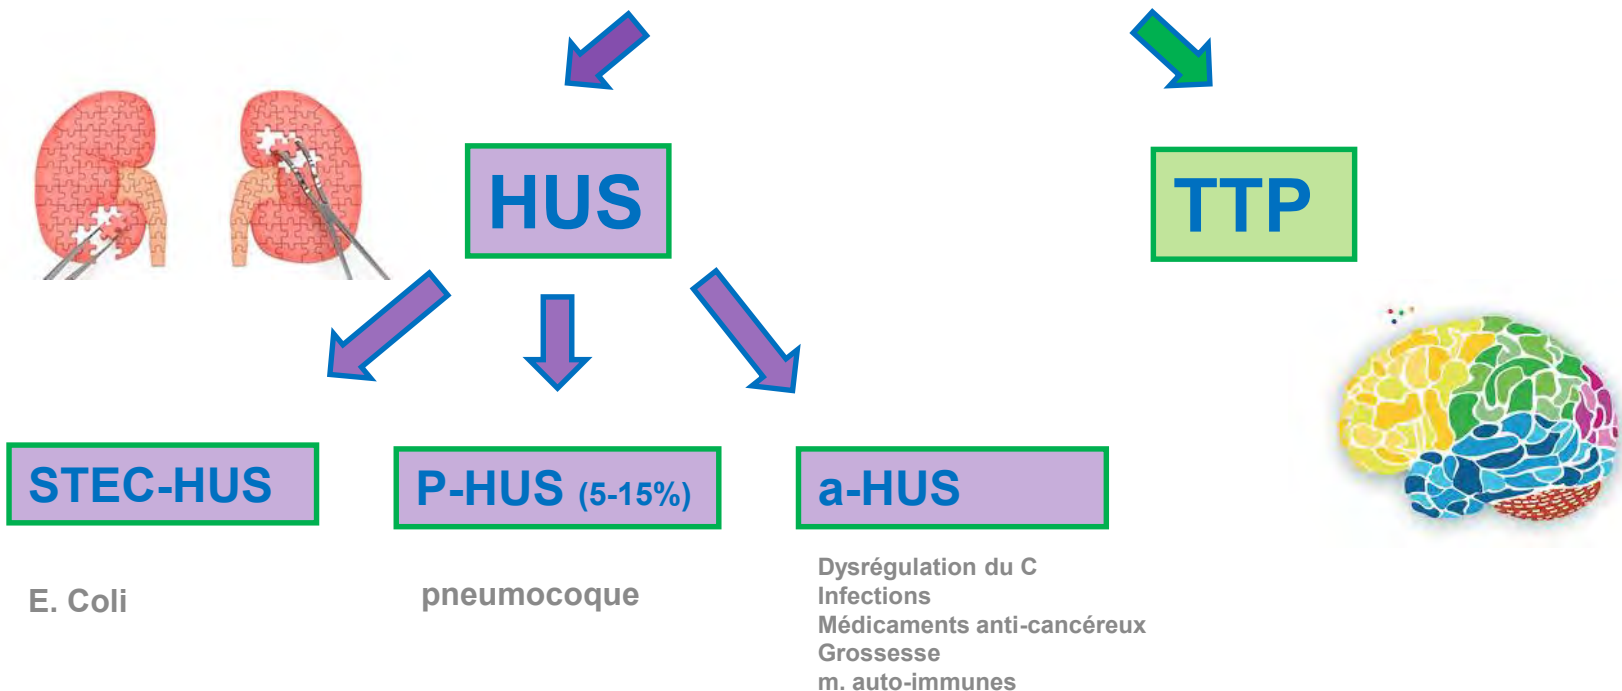 HUS
TTP
STEC-HUS
P-HUS (5-15%)
a-HUS
E. Coli
pneumocoque
Dysrégulation du C
Infections
Médicaments anti-cancéreux
Grossesse
m. auto-immunes